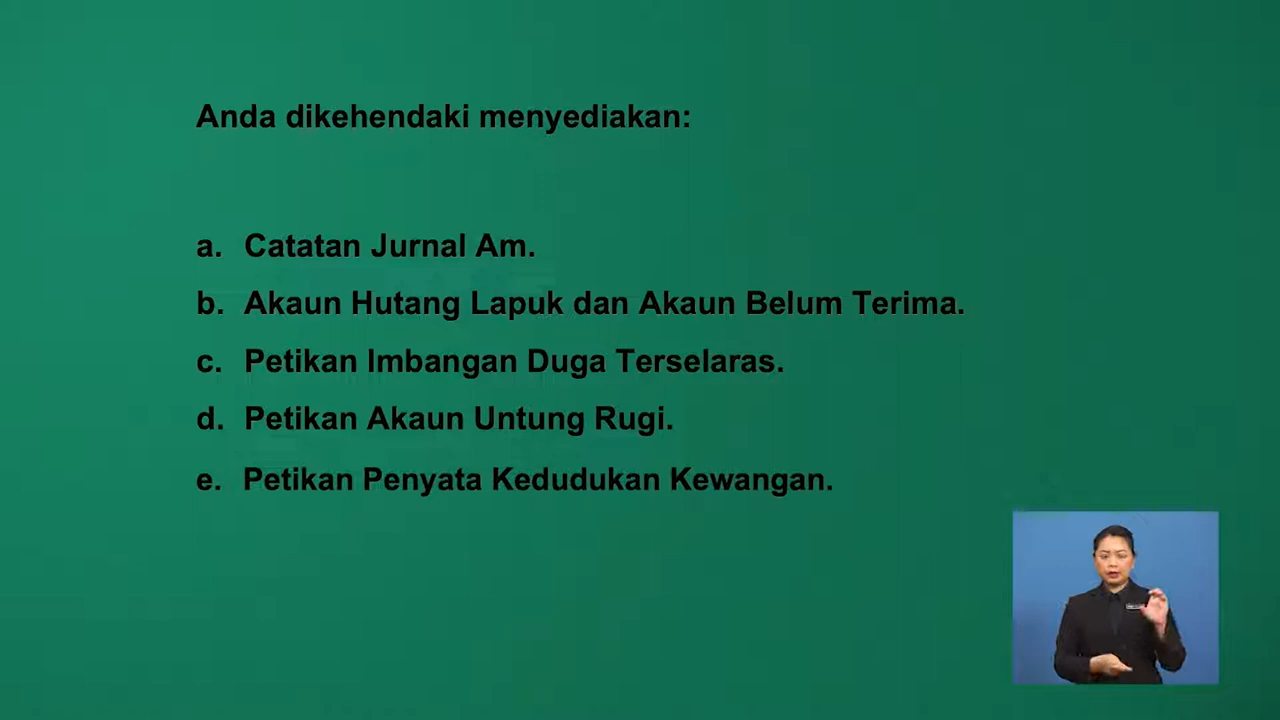 Anda dikehendaki menyediakan:
a. Catatan Jurnal Am.
b. Akaun Hutang Lapuk dan Akaun Belum Terima.
c. Petikan Imbangan Duga Terselaras.
d. Petikan Akaun Untung Rugi.
e. Petikan Penyata Kedudukan Kewangan.